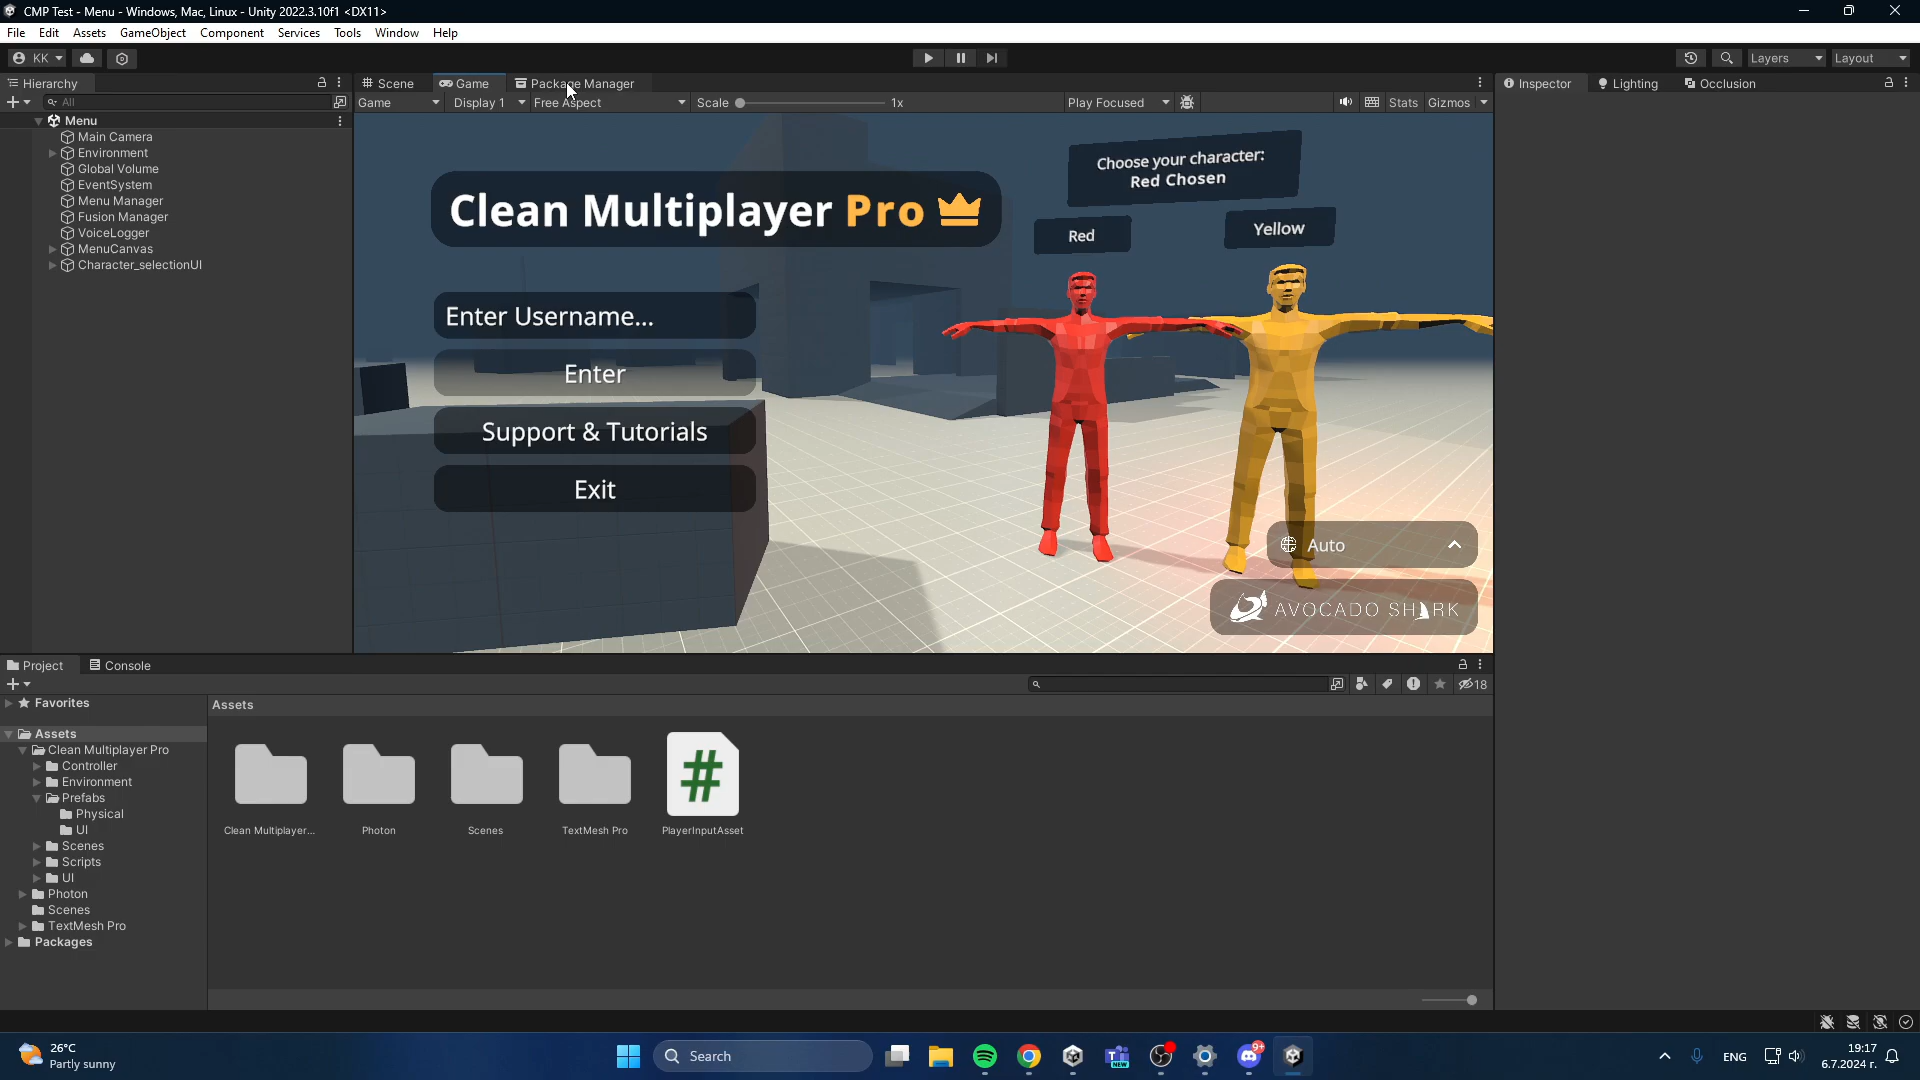 CMP Test - Menu - Windows, Mac, Linux - Unity 2022.3.10f1 <DX11>
File Edit Assets GameObject Component Services Tools Window Help
KK Layers Layout
Hierarchy Scene Game Package Manager Inspector Lighting Occlusion
All Game Display 1 Free Aspect Scale 1x Play Focused Stats Gizmos
Menu
Main Camera
Environment
Global Volume
EventSystem
Menu Manager
Fusion Manager
VoiceLogger
MenuCanvas
Character_selectionUI
Choose your character:
Red Chosen
Clean Multiplayer Pro
Red Yellow
Enter Username...
Enter
Support & Tutorials
Exit
Auto
AVOCADO SHARK
Project Console
18
Favorites
Assets
Clean Multiplayer Pro
Controller
Environment
Prefabs
Physical
UI
Scenes
Scripts
UI
Photon
Scenes
TextMesh Pro
Packages
Assets
#
Clean Multiplayer... Photon Scenes TextMesh Pro PlayerInputAsset
26°C
Partly sunny
Search
NEW
9+
ENG
19:17
6.7.2024 г.